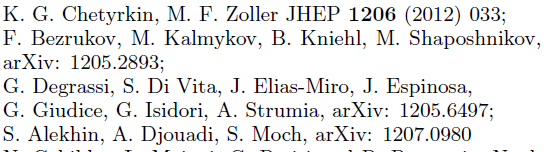 K. G. Chetyrkin, M. F. Zoller JHEP 1206 (2012) 033;
F. Bezrukov, M. Kalmykov, B. Kniehl, M. Shaposhnikov,
arXiv: 1205.2893;
G. Degrassi, S. Di Vita, J. Elias-Miro, J. Espinosa,
G. Giudice, G. Isidori, A. Strumia, arXiv: 1205.6497;
S. Alekhin, A. Djouadi, S. Moch, arXiv: 1207.0980